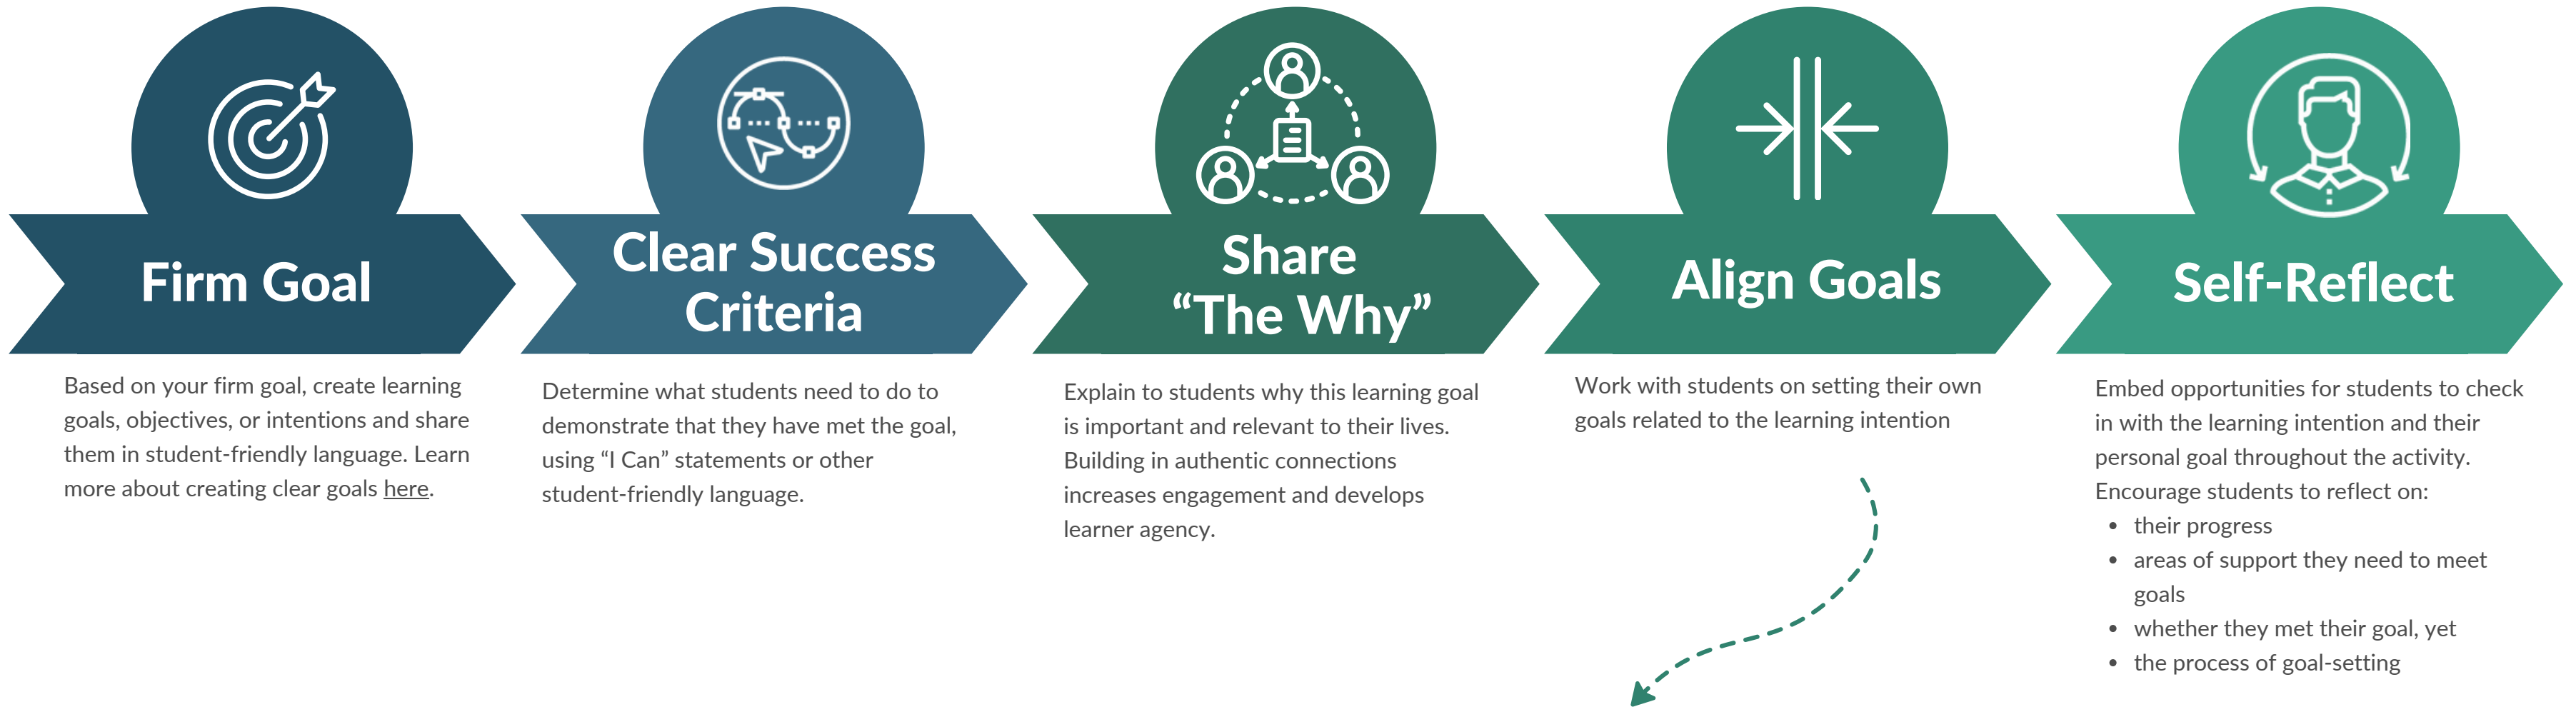 Firm Goal
Based on your firm goal, create learning
goals, objectives, or intentions and share
them in student-friendly language. Learn
more about creating clear goals here.
Clear Success
Criteria
Determine what students need to do to
demonstrate that they have met the goal,
using “I Can” statements or other
student-friendly language.
Share
“The Why”
Explain to students why this learning goal
is important and relevant to their lives.
Building in authentic connections
increases engagement and develops
learner agency.
Align Goals
Work with students on setting their own
goals related to the learning intention
Self-Reflect
Embed opportunities for students to check
in with the learning intention and their
personal goal throughout the activity.
Encourage students to reflect on:
• their progress
• areas of support they need to meet
goals
• whether they met their goal, yet
• the process of goal-setting